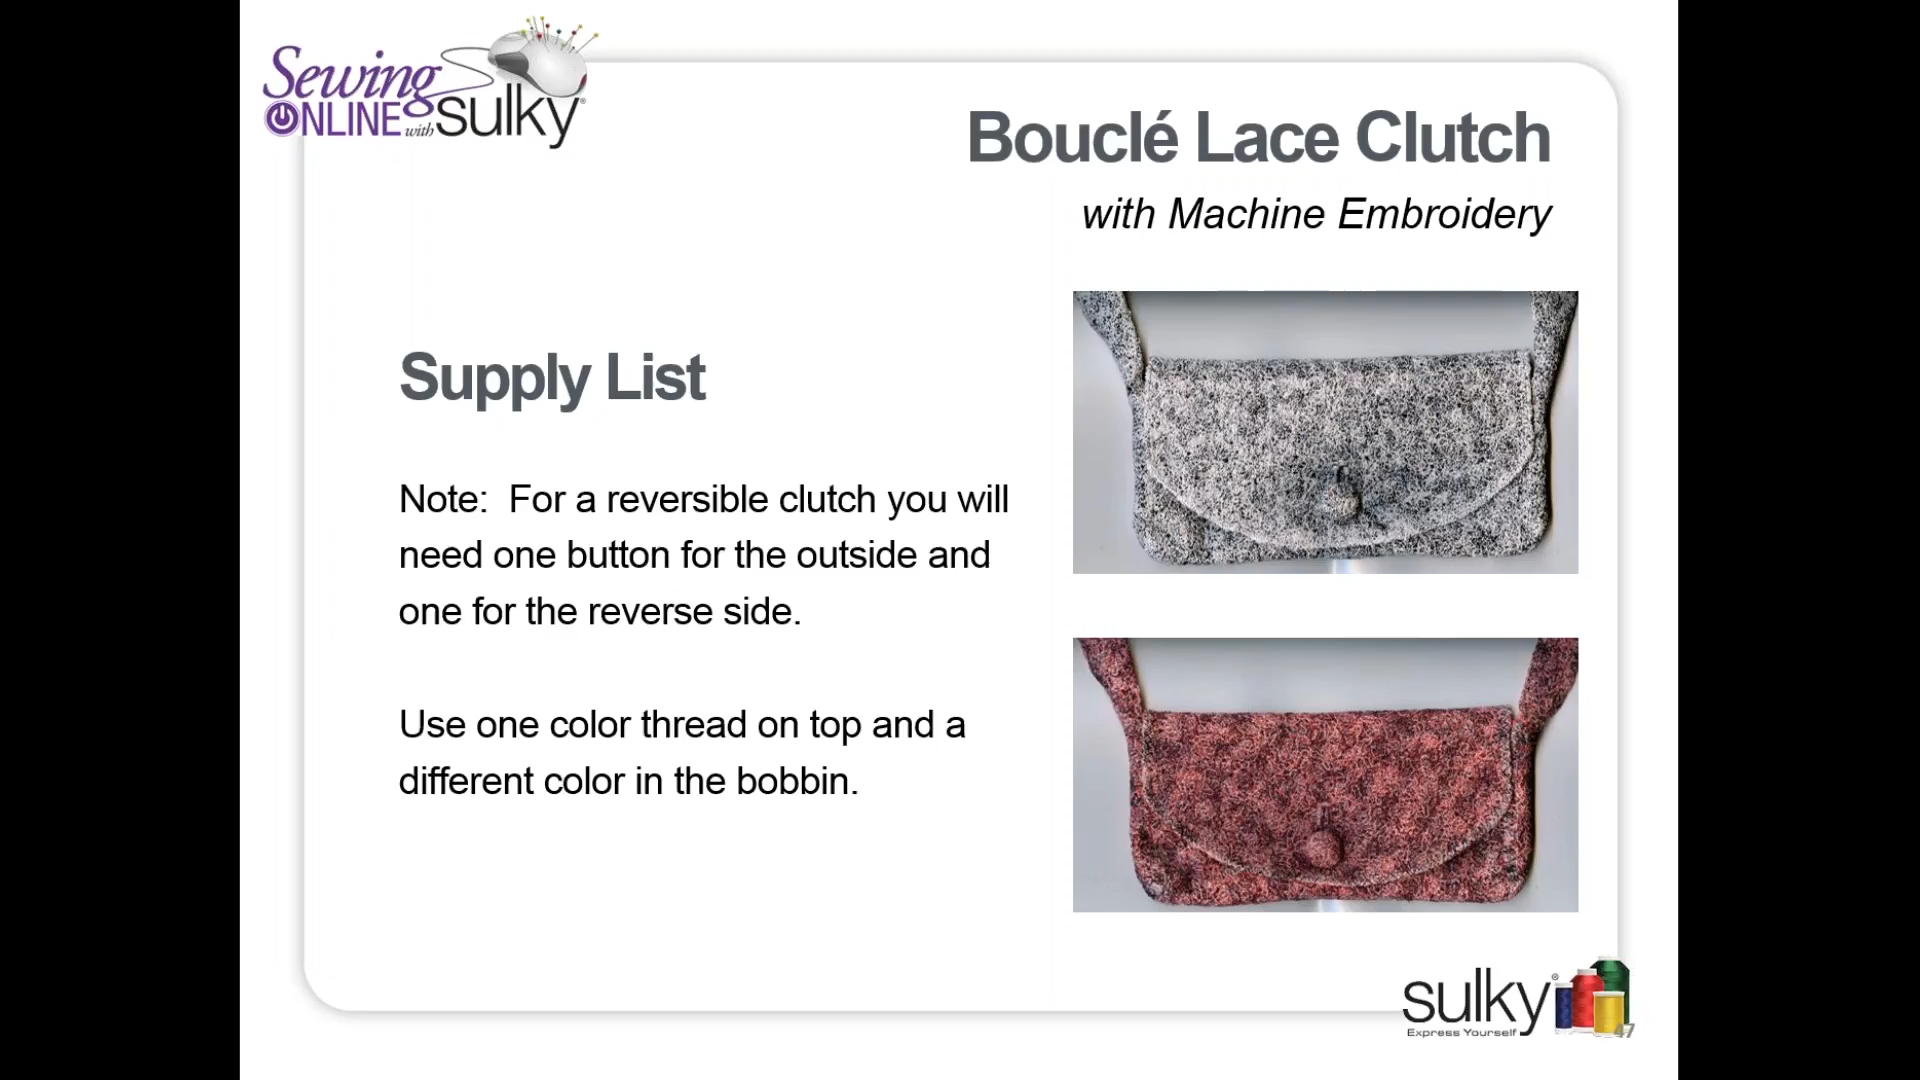 Sewing
ONLINE with sulky®
Bouclé Lace Clutch
with Machine Embroidery
Supply List
Note:  For a reversible clutch you will
need one button for the outside and
one for the reverse side.
Use one color thread on top and a
different color in the bobbin.
sulky®
Express Yourself
47